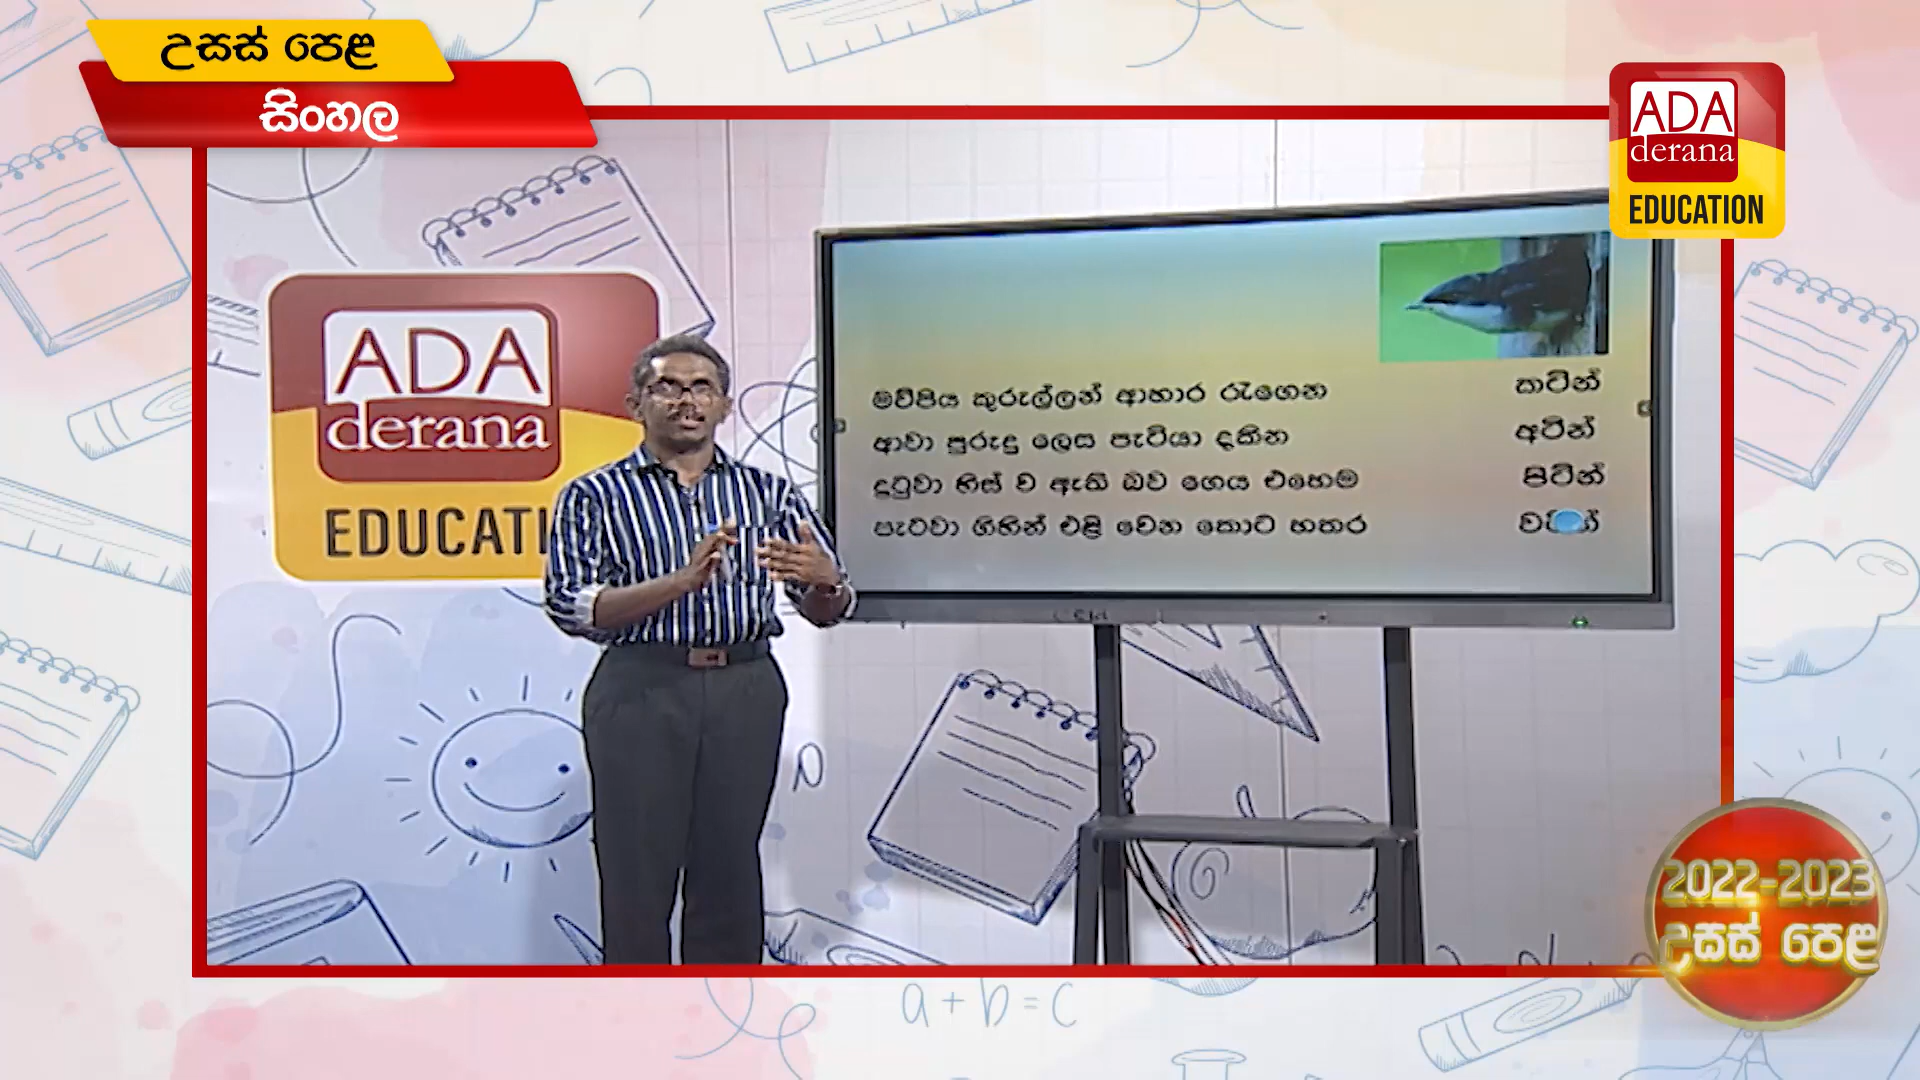 උසස් පෙළ
සිංහල
ADA
derana
EDUCATION
ADA
derana
EDUCATI
මව්පිය කුරුල්ලන් ආහාර රැගෙන කටින්
ආවා පුරුදු ලෙස පැටියා දකින අටින්
දුටුවා හිස් ව ඇති බව ගෙය එහෙම පිටින්
පැටවා ගිහින් එළි වෙන කොට හතර
2022-2023
උසස් පෙළ
a + b = c